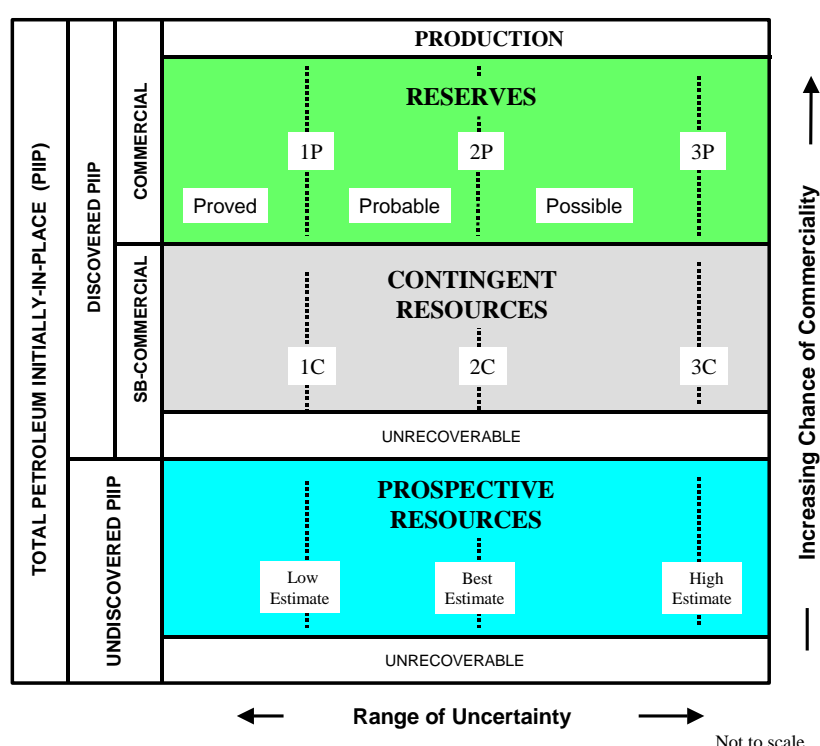 TOTAL PETROLEUM INITIALLY-IN-PLACE (PIIP)
DISCOVERED PIIP
UNDISCOVERED PIIP
COMMERCIAL
SB-COMMERCIAL
PRODUCTION
RESERVES
1P 2P 3P
Proved Probable Possible
CONTINGENT
RESOURCES
1C 2C 3C
UNRECOVERABLE
PROSPECTIVE
RESOURCES
Low Best High
Estimate Estimate Estimate
UNRECOVERABLE
Increasing Chance of Commerciality
Range of Uncertainty
Not to scale